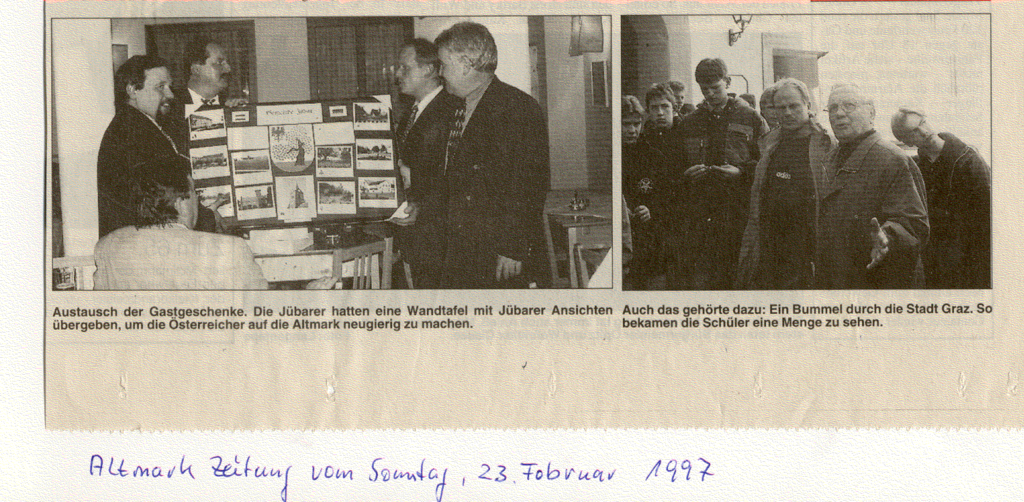 Austausch der Gastgeschenke. Die Jübarer hatten eine Wandtafel mit Jübarer Ansichten
übergeben, um die Österreicher auf die Altmark neugierig zu machen.
Auch das gehörte dazu: Ein Bummel durch die Stadt Graz. So
bekamen die Schüler eine Menge zu sehen.
Altmark Zeitung vom Sonntag, 23. Februar 1997